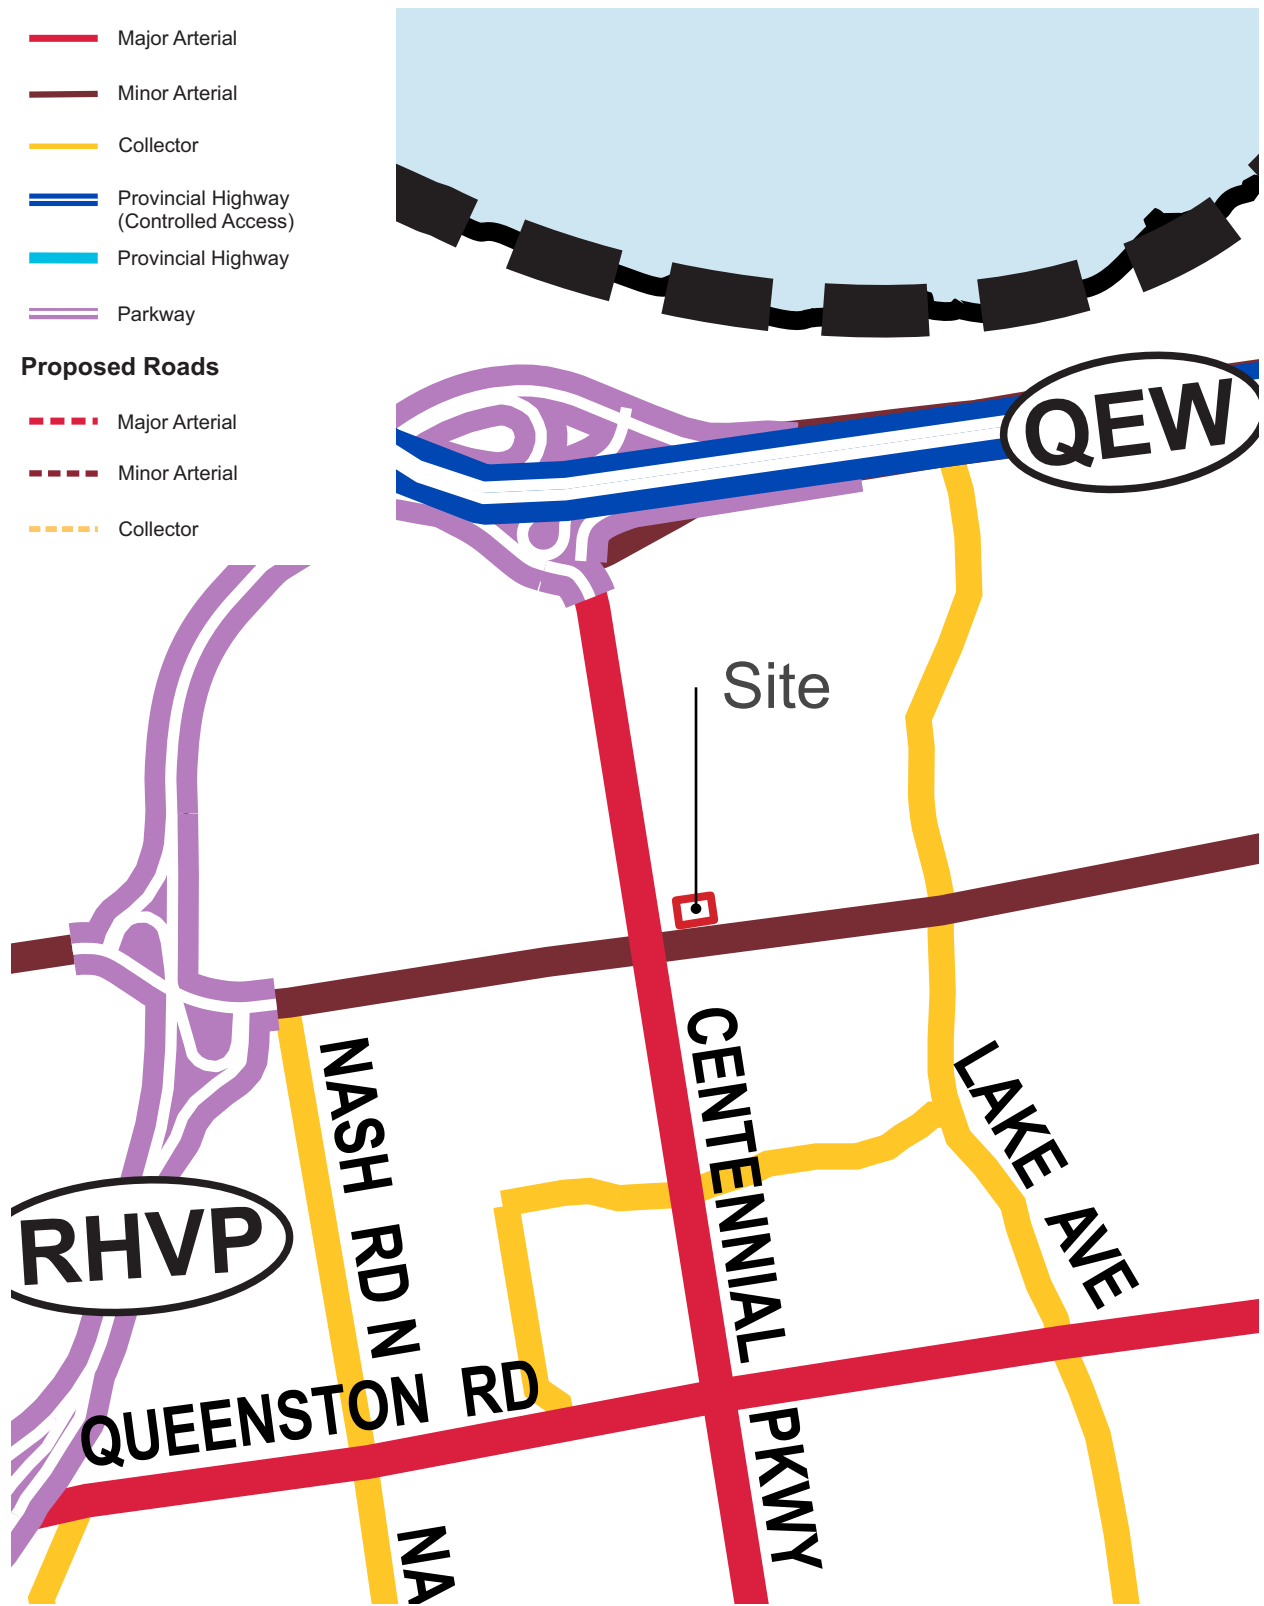 Major Arterial
Minor Arterial
Collector
Provincial Highway
(Controlled Access)
Provincial Highway
Parkway
Proposed Roads
Major Arterial
Minor Arterial
Collector
QEW
Site
CENTENNIAL PKWY
NASH RD N
LAKE AVE
RHVP
QUEENSTON RD
NA